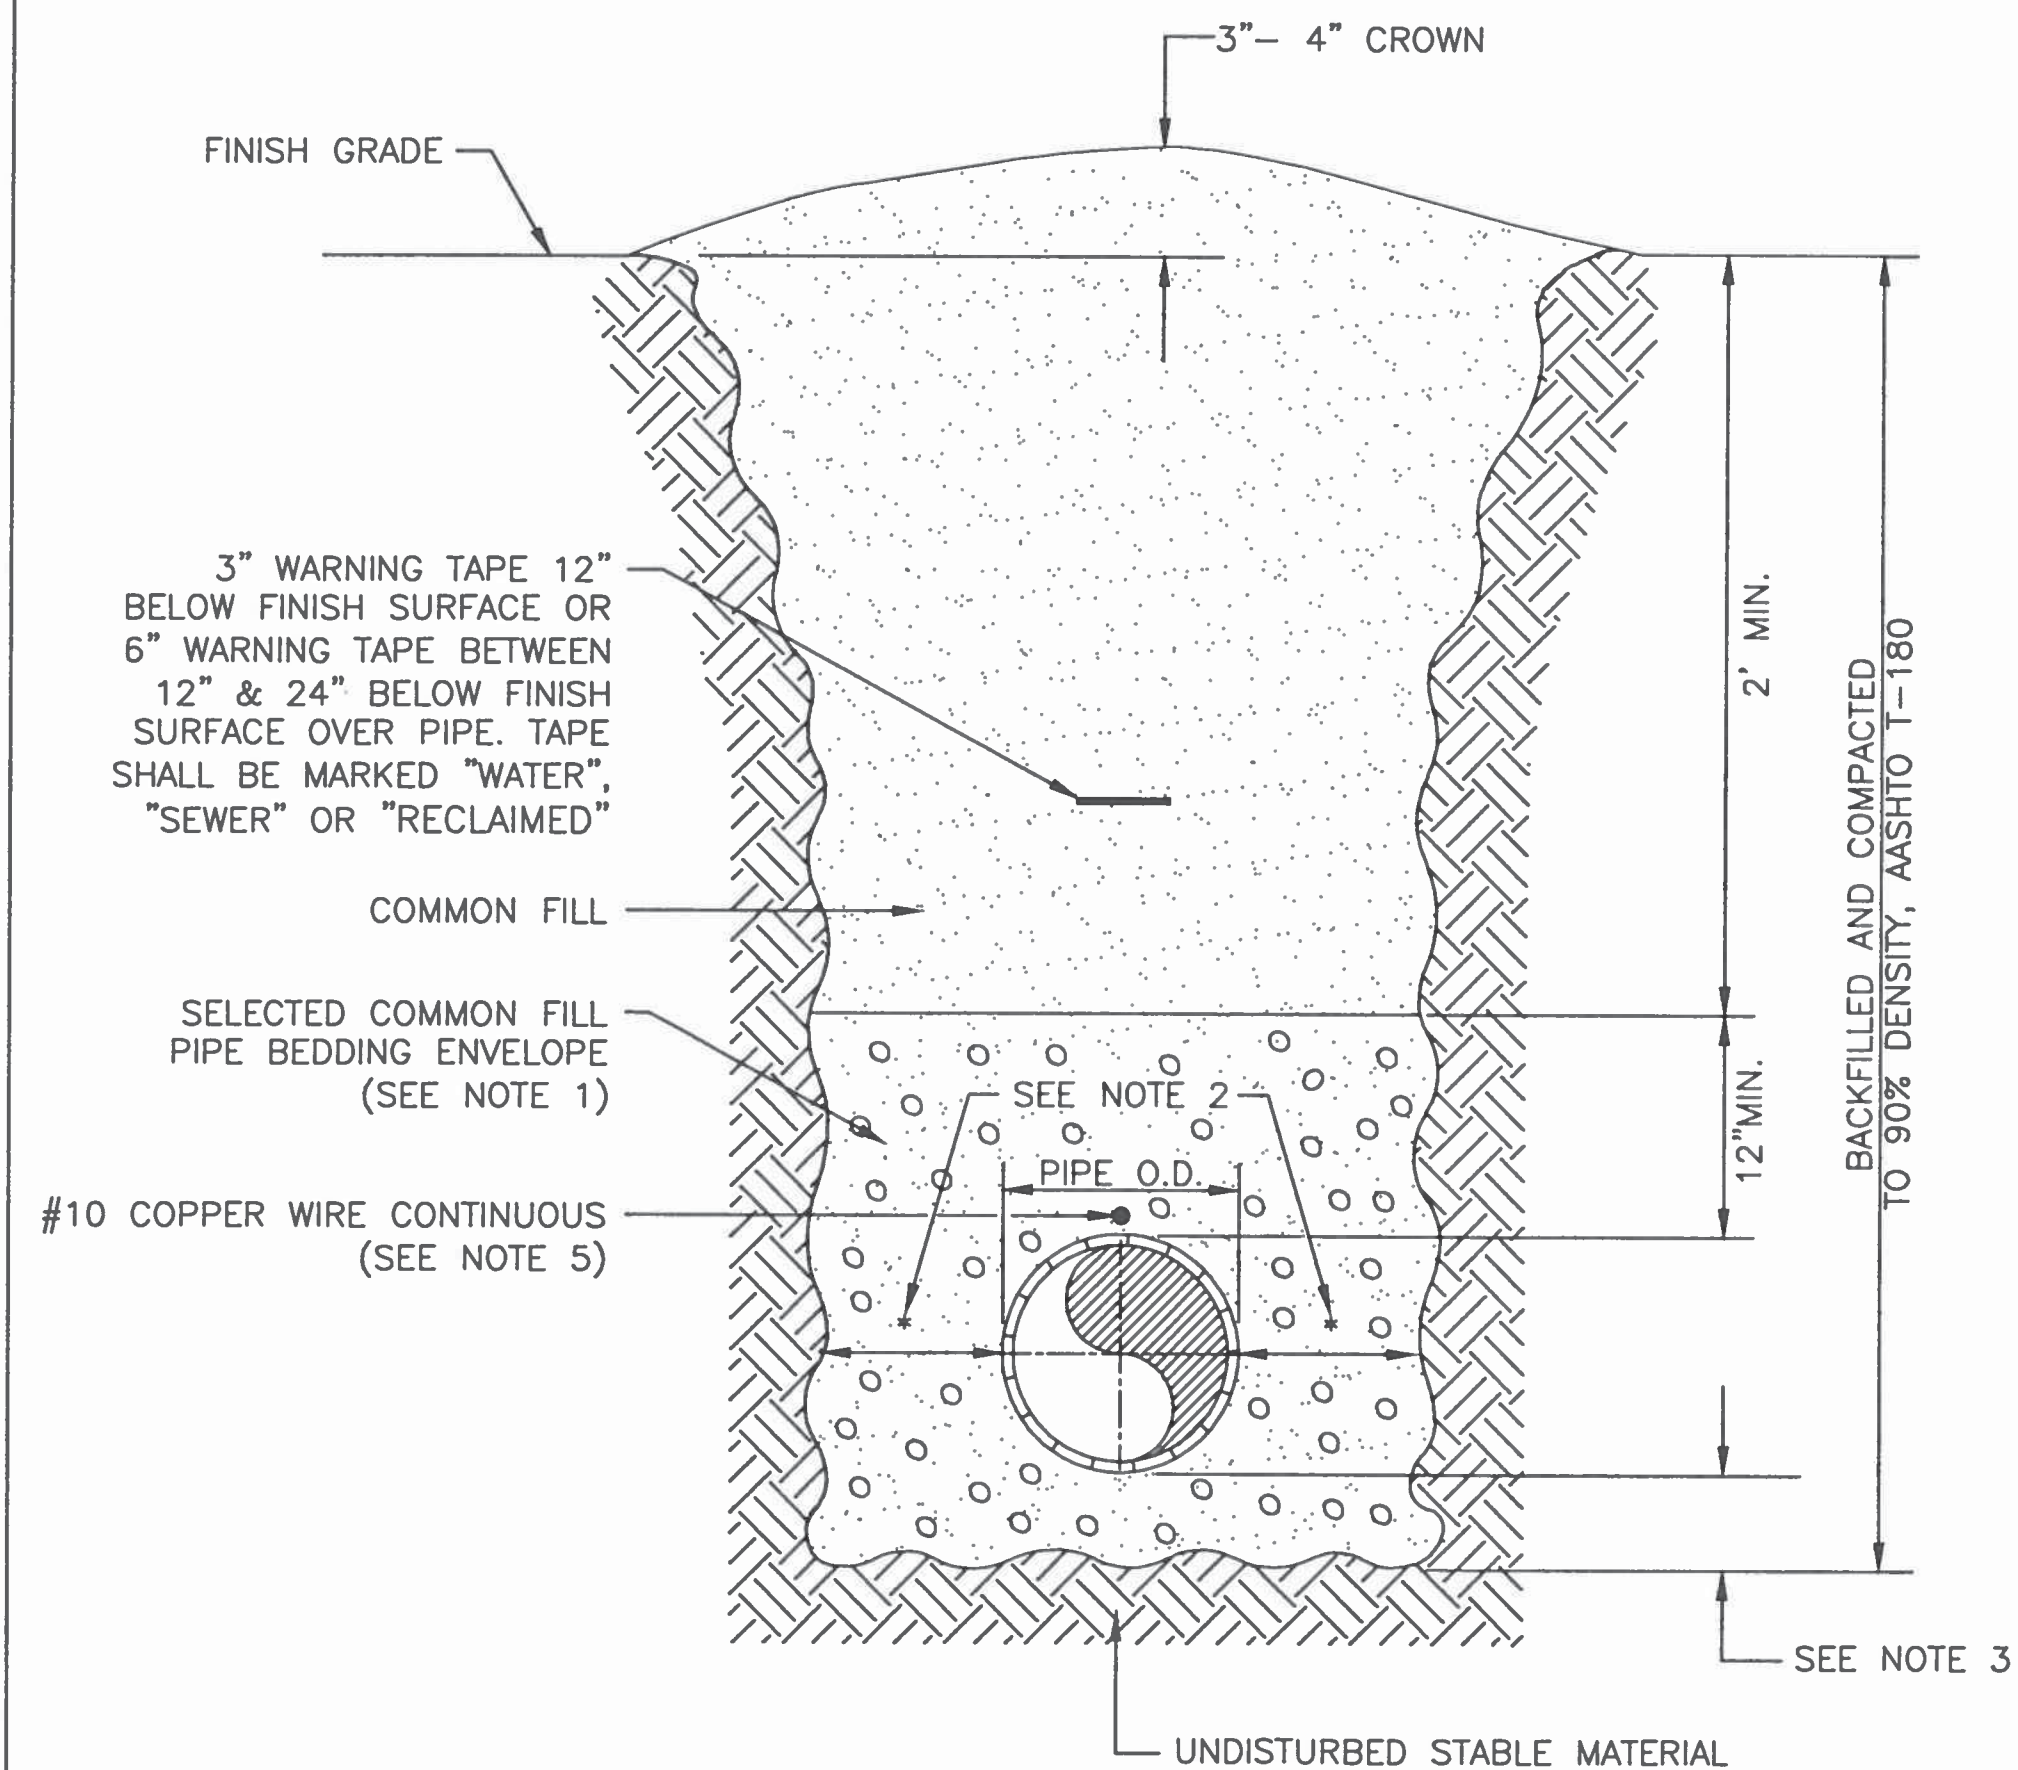 3”– 4” CROWN
FINISH GRADE
3” WARNING TAPE 12”
BELOW FINISH SURFACE OR
6” WARNING TAPE BETWEEN
12” & 24” BELOW FINISH
SURFACE OVER PIPE. TAPE
SHALL BE MARKED ”WATER”,
”SEWER” OR ”RECLAIMED”
COMMON FILL
SELECTED COMMON FILL
PIPE BEDDING ENVELOPE
(SEE NOTE 1)
#10 COPPER WIRE CONTINUOUS
(SEE NOTE 5)
SEE NOTE 2
PIPE O.D.
2’ MIN.
12”MIN.
BACKFILLED AND COMPACTED
TO 90% DENSITY, AASHTO T–180
SEE NOTE 3
UNDISTURBED STABLE MATERIAL